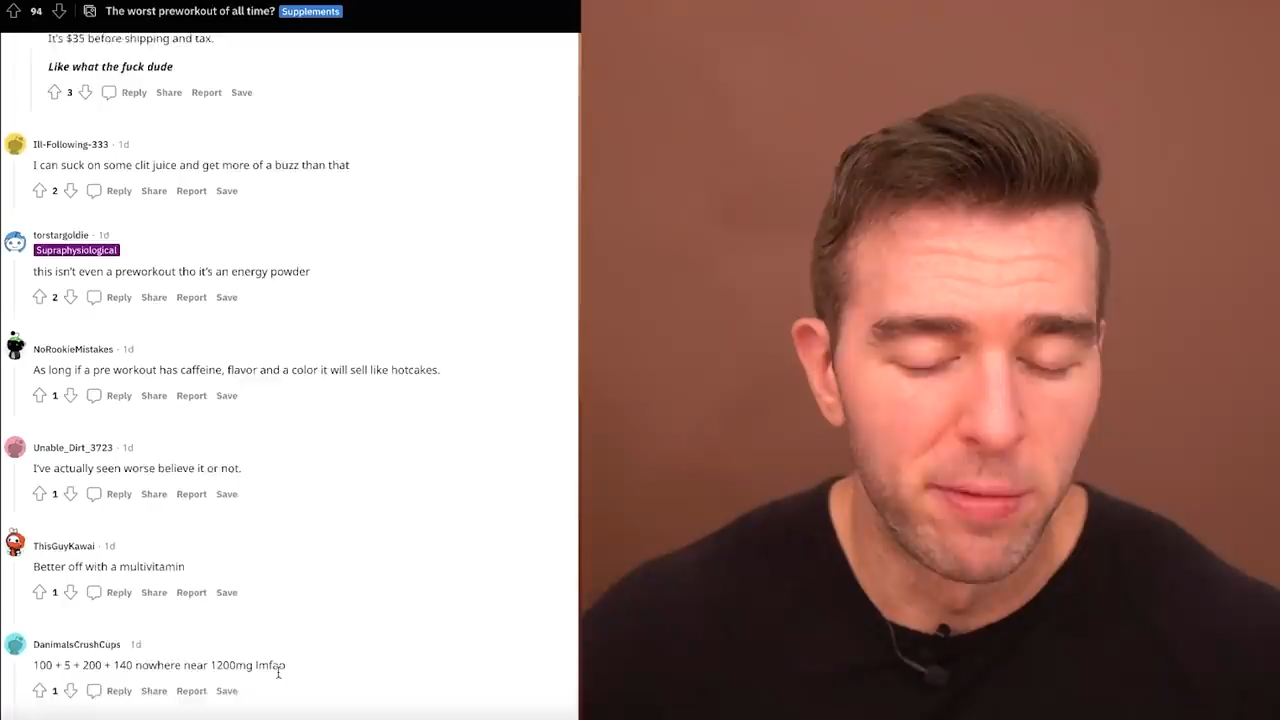 94 The worst preworkout of all time? Supplements
It's $35 before shipping and tax.
Like what the fuck dude
3 Reply Share Report Save
Ill-Following-333 · 1d
I can suck on some clit juice and get more of a buzz than that
2 Reply Share Report Save
torstargoldie · 1d
Supraphysiological
this isn't even a preworkout tho it's an energy powder
2 Reply Share Report Save
NoRookieMistakes · 1d
As long if a pre workout has caffeine, flavor and a color it will sell like hotcakes.
1 Reply Share Report Save
Unable_Dirt_3723 · 1d
I've actually seen worse believe it or not.
1 Reply Share Report Save
ThisGuyKawai · 1d
Better off with a multivitamin
1 Reply Share Report Save
DanimalsCrushCups 1d
100 + 5 + 200 + 140 nowhere near 1200mg lmfao
1 Reply Share Report Save